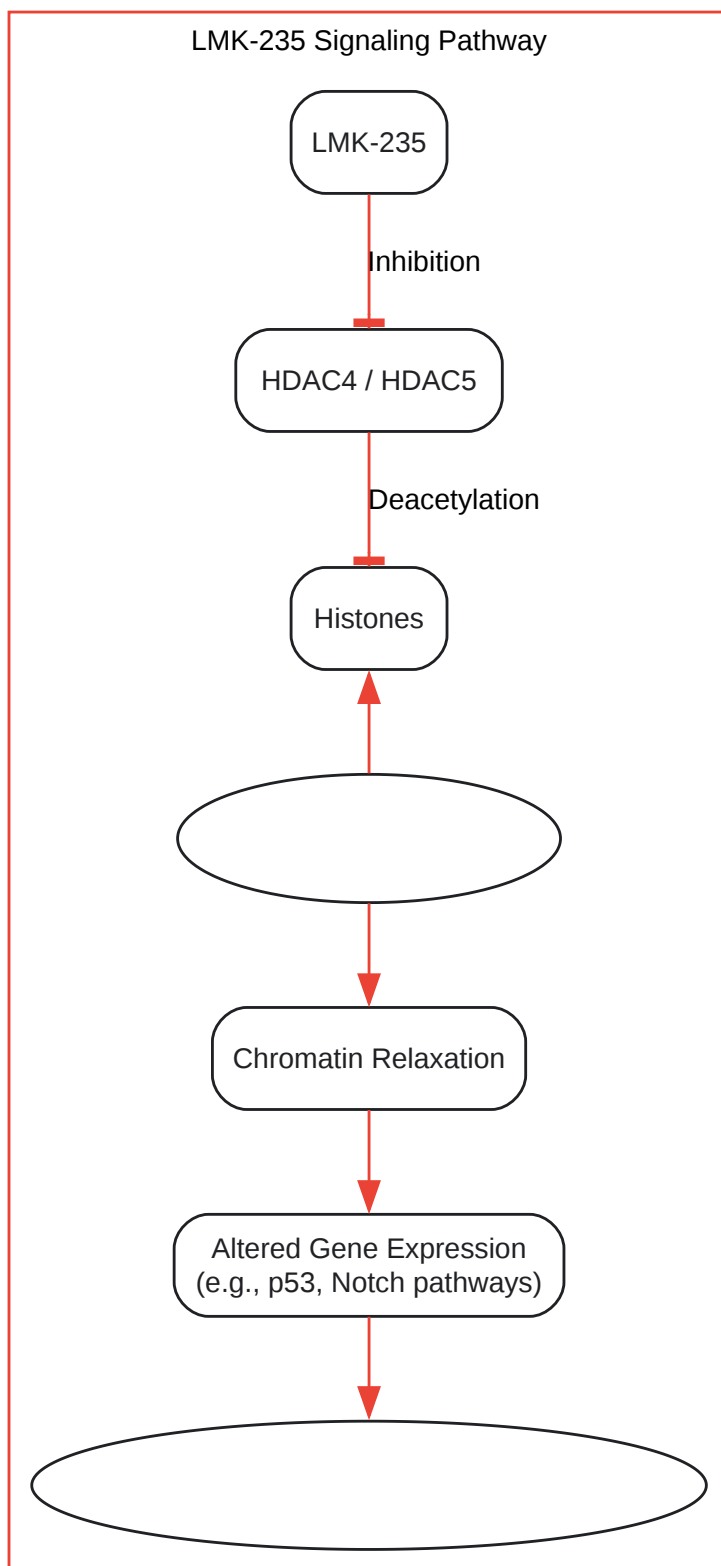 LMK-235 Signaling Pathway
LMK-235
Inhibition
HDAC4 / HDAC5
Deacetylation
Histones
Chromatin Relaxation
Altered Gene Expression
(e.g., p53, Notch pathways)